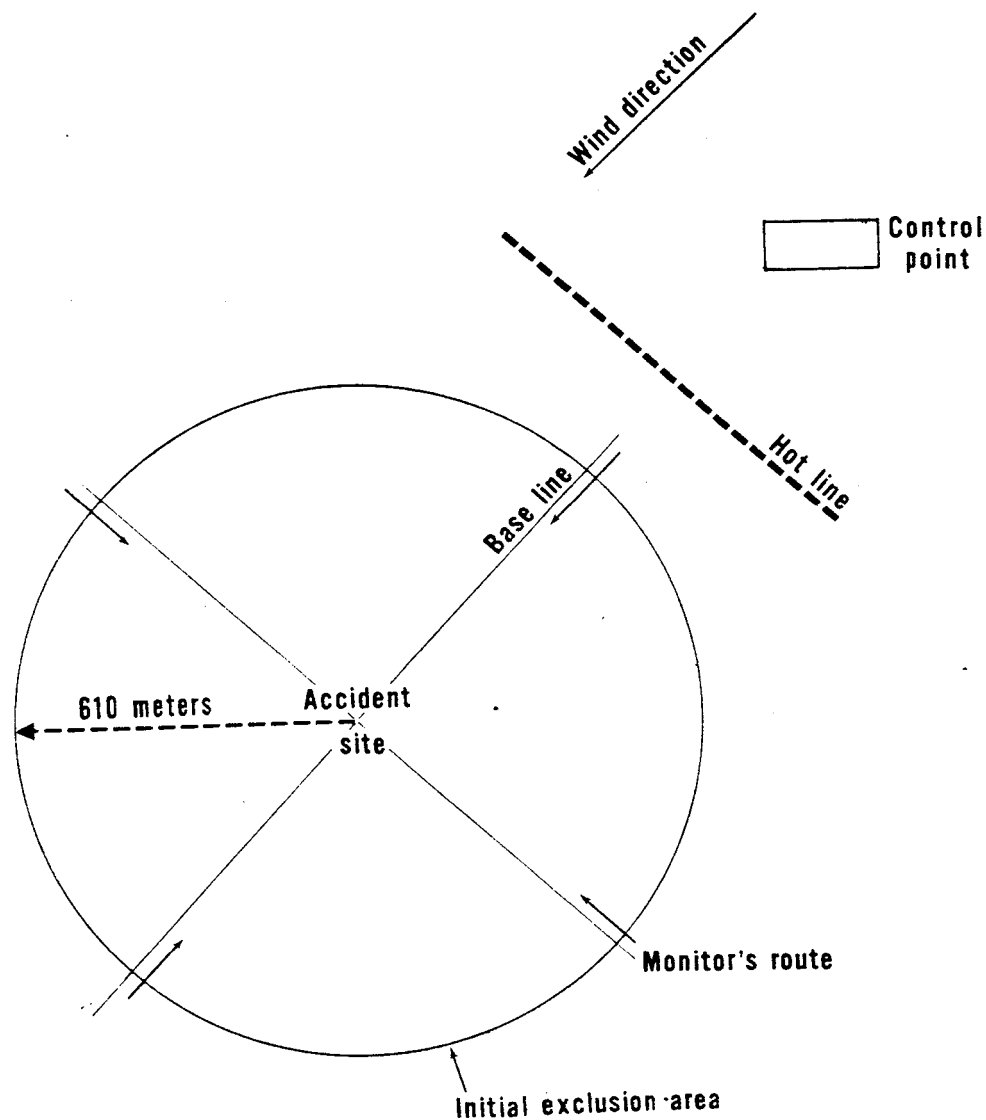 Wind direction
Control
point
Hot line
Base line
610 meters
Accident
site
Monitor's route
Initial exclusion area